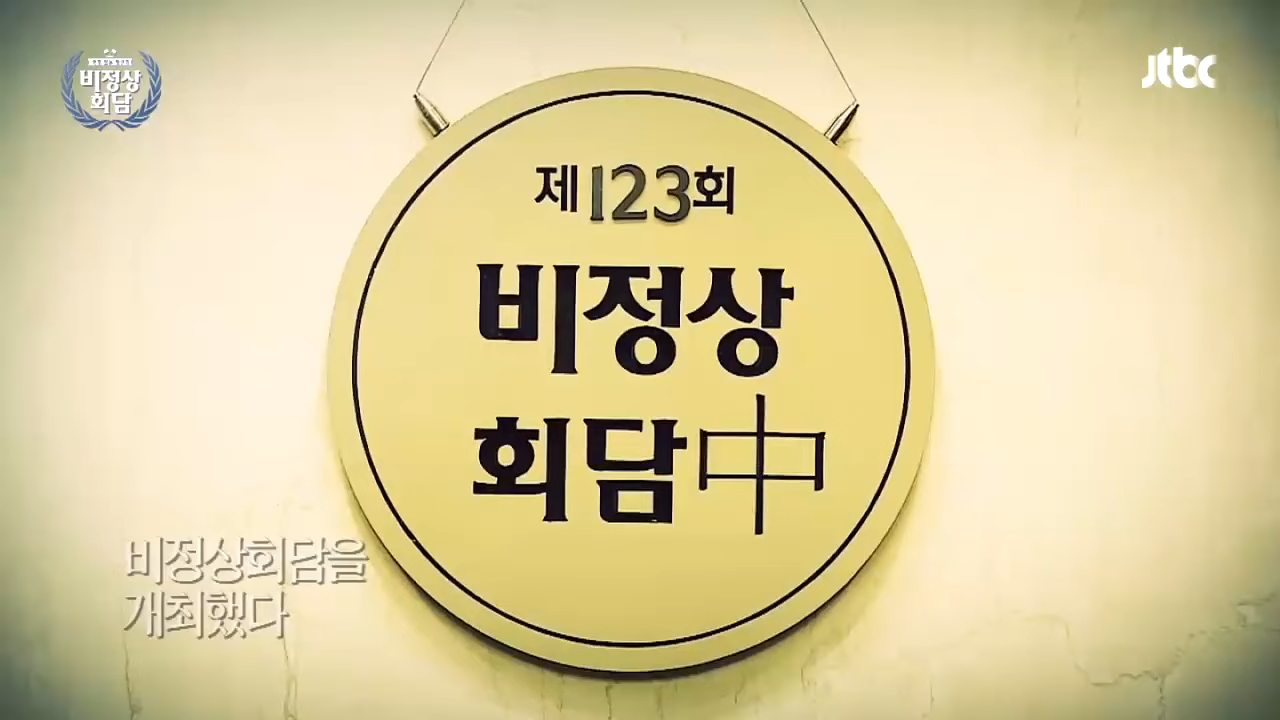 비정상
회담
jtbc
제123회
비정상
회담中
비정상회담을
개최했다